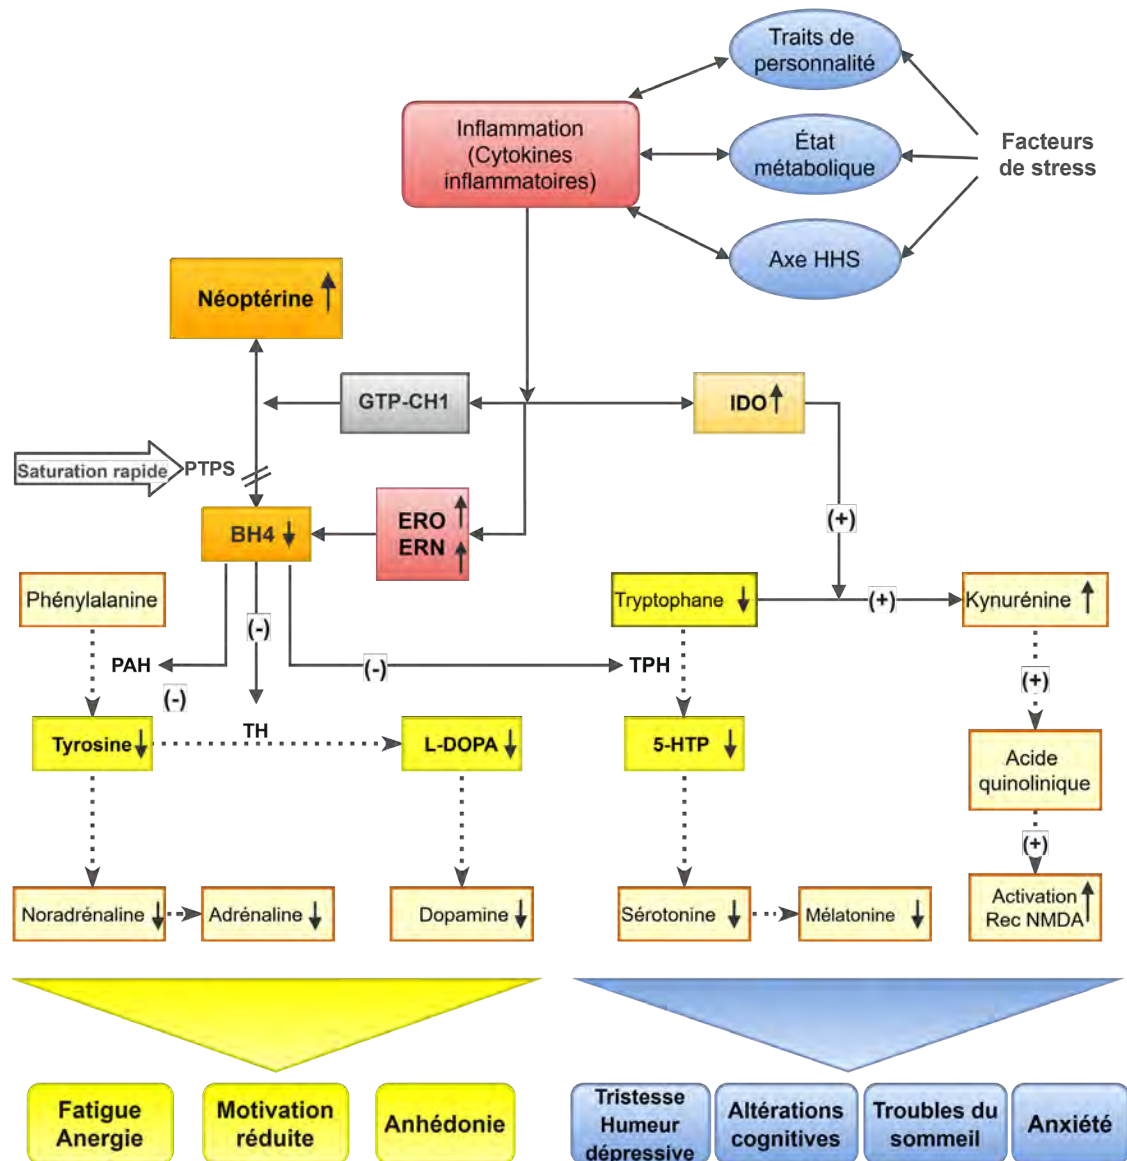 Traits de
personnalité
Inflammation
(Cytokines
inflammatoires)
État
métabolique
Facteurs
de stress
Axe HHS
Néoptérine
GTP-CH1
IDO
Saturation rapide
PTPS
(+)
BH4
ERO
ERN
Phénylalanine
(-)
Tryptophane
(+)
Kynurénine
PAH
(-)
(-)
TPH
(+)
Tyrosine
TH
L-DOPA
5-HTP
Acide
quinolinique
(+)
Noradrénaline
Adrénaline
Dopamine
Sérotonine
Mélatonine
Activation
Rec NMDA
Fatigue
Anergie
Motivation
réduite
Anhédonie
Tristesse
Humeur
dépressive
Altérations
cognitives
Troubles du
sommeil
Anxiété